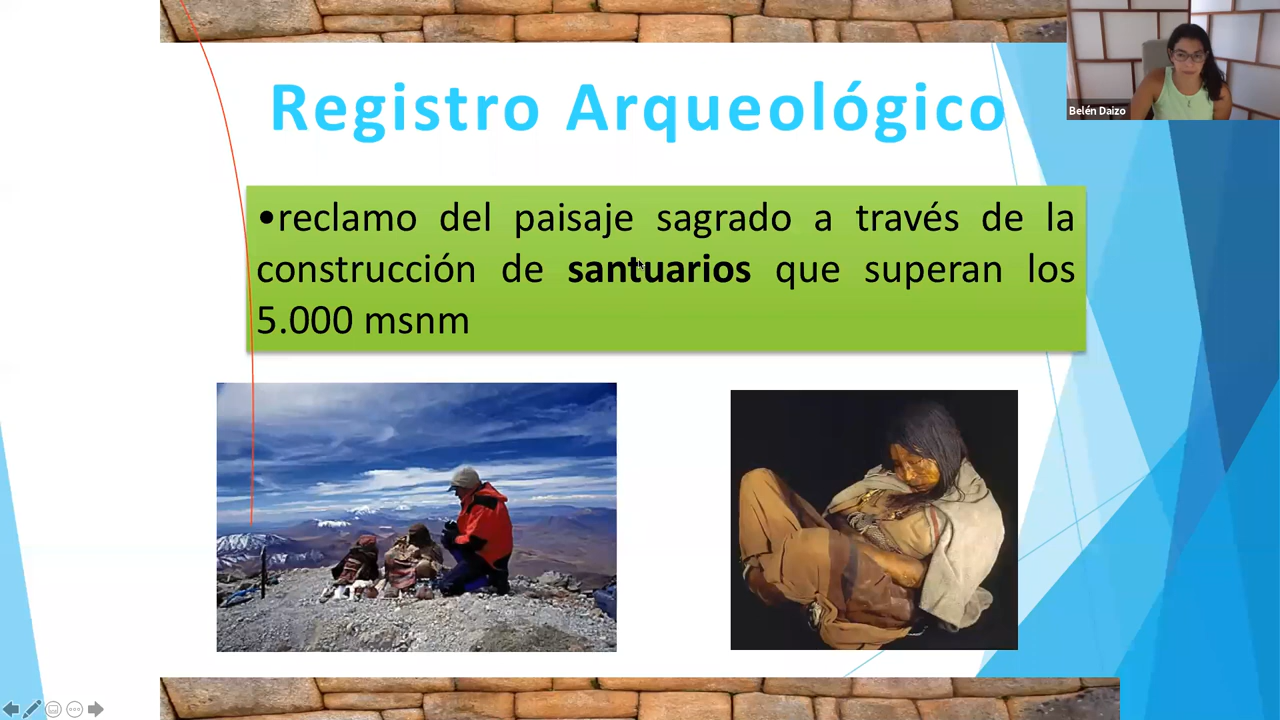 Registro Arqueológico
Belén Daizo
•reclamo del paisaje sagrado a través de la
construcción de santuarios que superan los
5.000 msnm